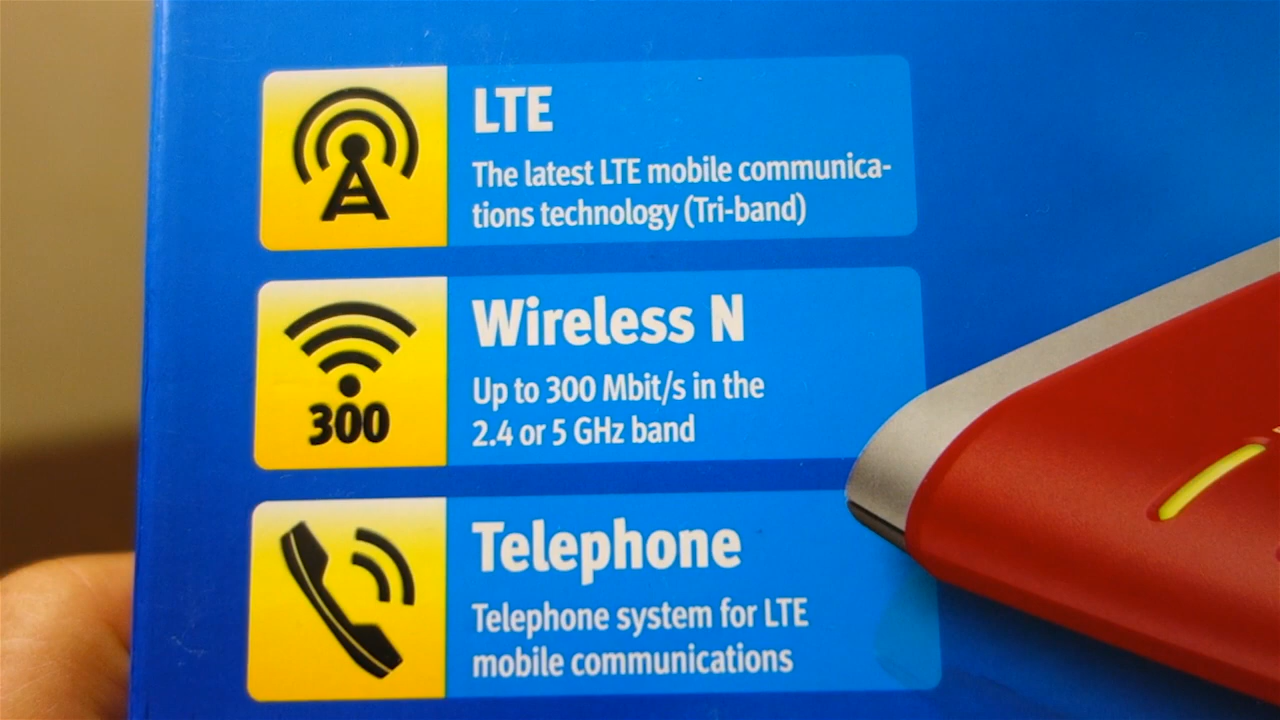 LTE
The latest LTE mobile communica-
tions technology (Tri-band)
Wireless N
Up to 300 Mbit/s in the
2.4 or 5 GHz band
300
Telephone
Telephone system for LTE
mobile communications